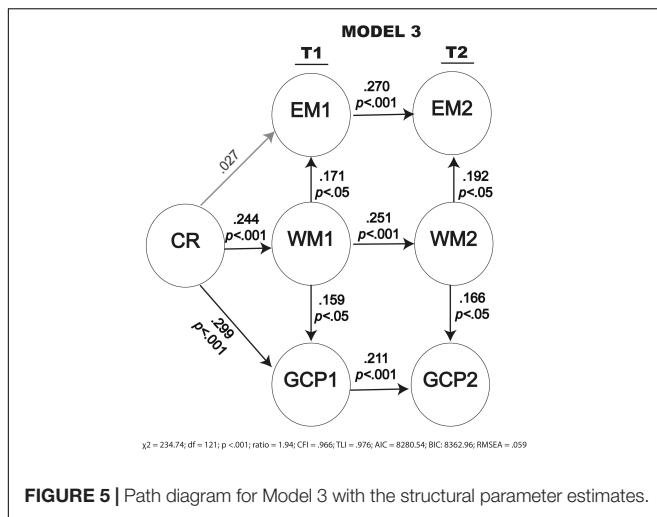 MODEL 3
T1
T2
.270
p<.001
EM1
EM2
.027
.171
p<.05
.192
p<.05
.244
p<.001
.251
p<.001
CR
WM1
WM2
.299
p<.001
.159
p<.05
.166
p<.05
.211
p<.001
GCP1
GCP2
χ2 = 234.74; df = 121; p <.001; ratio = 1.94; CFI = .966; TLI = .976; AIC = 8280.54; BIC: 8362.96; RMSEA = .059
FIGURE 5 | Path diagram for Model 3 with the structural parameter estimates.